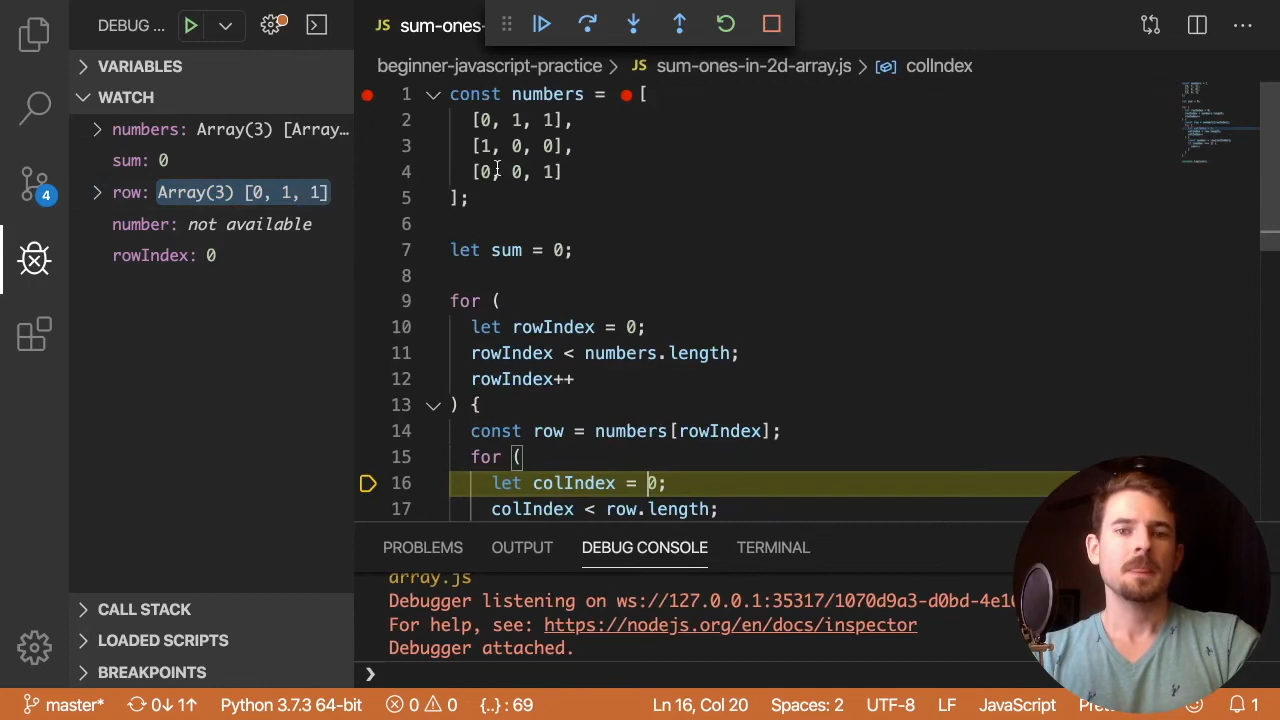 DEBUG ...
JS sum-ones-
VARIABLES
WATCH
numbers: Array(3) [Array...
sum: 0
row: Array(3) [0, 1, 1]
number: not available
rowIndex: 0
4
CALL STACK
LOADED SCRIPTS
BREAKPOINTS
beginner-javascript-practice > JS sum-ones-in-2d-array.js > colIndex
1 const numbers = [
2 [0, 1, 1],
3 [1, 0, 0],
4 [0, 0, 1]
5 ];
6
7 let sum = 0;
8
9 for (
10 let rowIndex = 0;
11 rowIndex < numbers.length;
12 rowIndex++
13 ) {
14 const row = numbers[rowIndex];
15 for (
16 let colIndex = 0;
17 colIndex < row.length;
PROBLEMS OUTPUT DEBUG CONSOLE TERMINAL
array.js
Debugger listening on ws://127.0.0.1:35317/1070d9a3-d0bd-4e1
For help, see: https://nodejs.org/en/docs/inspector
Debugger attached.
master* 0↓ 1↑ Python 3.7.3 64-bit 0 0 {..} : 69 Ln 16, Col 20 Spaces: 2 UTF-8 LF JavaScript 1